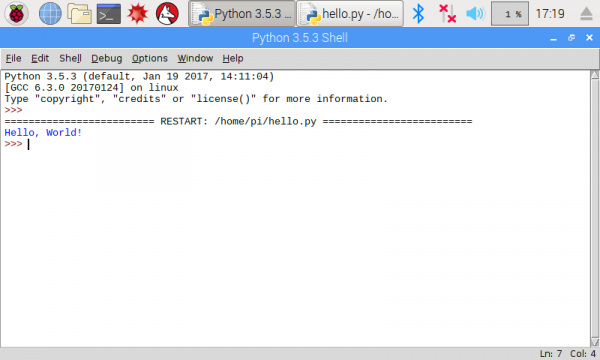 Python 3.5.3 ... hello.py - /ho... 1 % 17:19
Python 3.5.3 Shell
File Edit Shell Debug Options Window Help
Python 3.5.3 (default, Jan 19 2017, 14:11:04)
[GCC 6.3.0 20170124] on linux
Type "copyright", "credits" or "license()" for more information.
>>>
========================= RESTART: /home/pi/hello.py =========================
Hello, World!
>>>
Ln: 7 Col: 4